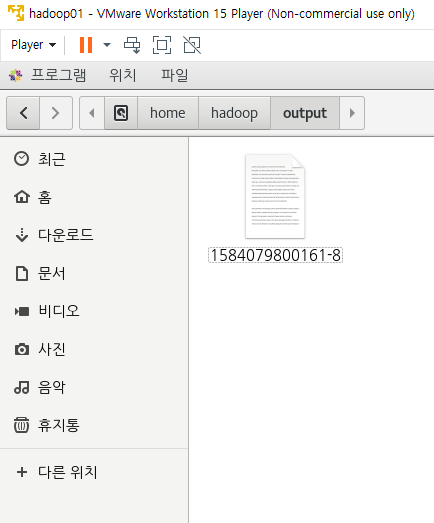 hadoop01 - VMware Workstation 15 Player (Non-commercial use only)
Player
프로그램 위치 파일
home hadoop output
최근
홈
다운로드
문서
비디오
사진
음악
휴지통
다른 위치
1584079800161-8